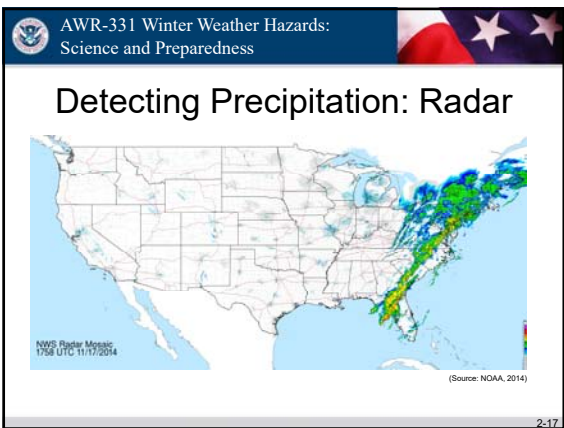 AWR-331 Winter Weather Hazards:
Science and Preparedness
Detecting Precipitation: Radar
NWS Radar Mosaic
1758 UTC 11/17/2014
(Source: NOAA, 2014)
2-17